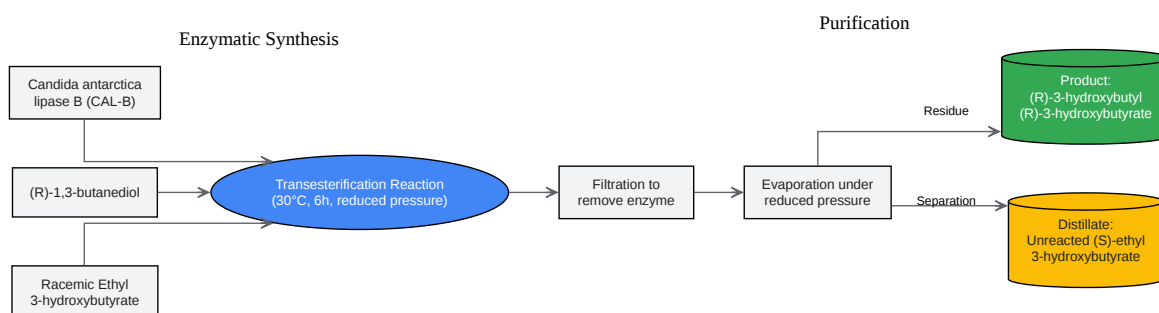 Enzymatic Synthesis
Purification
Candida antarctica
lipase B (CAL-B)
(R)-1,3-butanediol
Racemic Ethyl
3-hydroxybutyrate
Transesterification Reaction
(30°C, 6h, reduced pressure)
Filtration to
remove enzyme
Evaporation under
reduced pressure
Residue
Separation
Product:
(R)-3-hydroxybutyl
(R)-3-hydroxybutyrate
Distillate:
Unreacted (S)-ethyl
3-hydroxybutyrate